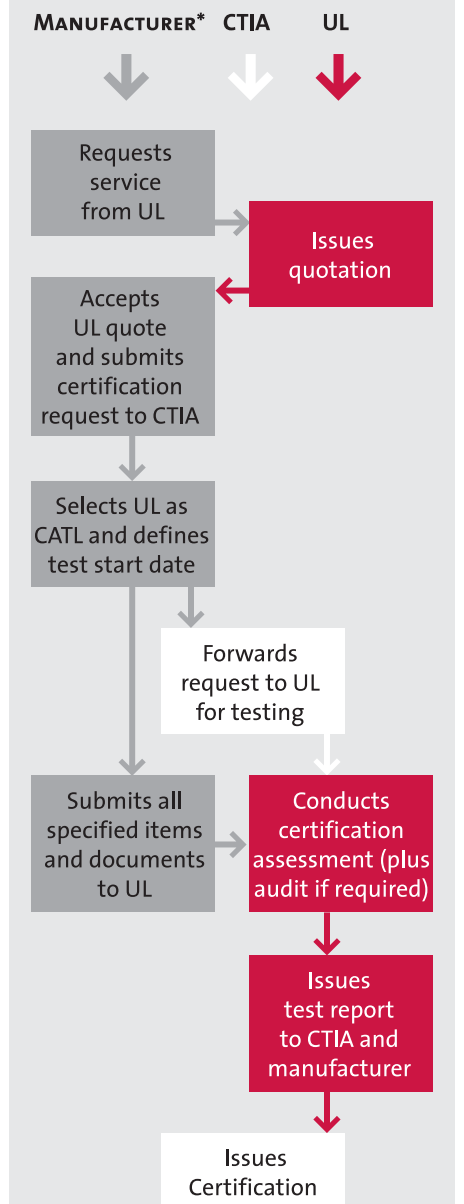 MANUFACTURER* CTIA UL
Requests
service
from UL
Issues
quotation
Accepts
UL quote
and submits
certification
request to CTIA
Selects UL as
CATL and defines
test start date
Forwards
request to UL
for testing
Submits all
specified items
and documents
to UL
Conducts
certification
assessment (plus
audit if required)
Issues
test report
to CTIA and
manufacturer
Issues
Certification